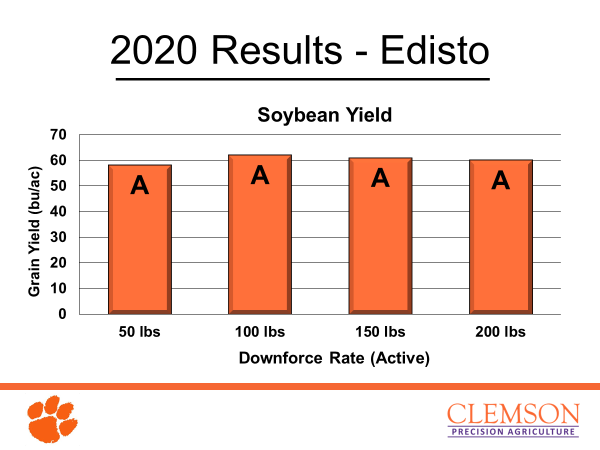 2020 Results - Edisto
Soybean Yield
Grain Yield (bu/ac)
70
60
50
40
30
20
10
0
A
A
A
A
50 lbs
100 lbs
150 lbs
200 lbs
Downforce Rate (Active)
CLEMSON
PRECISION AGRICULTURE